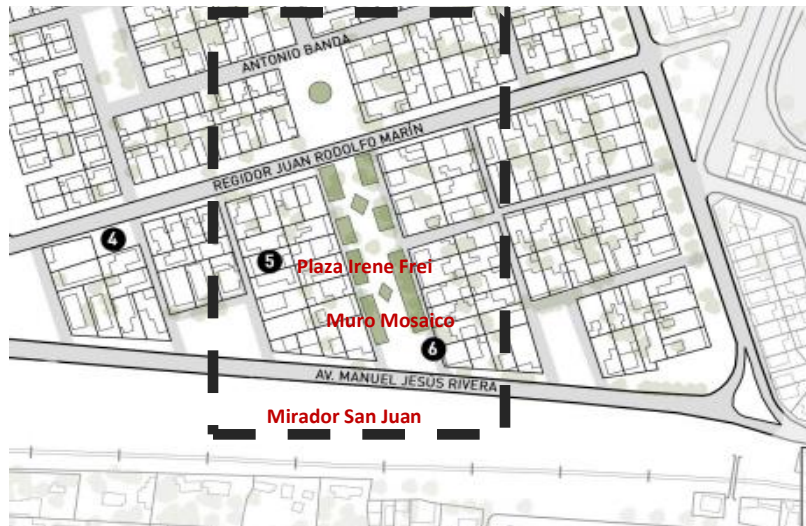 ANTONIO BANDA
REGIDOR JUAN RODOLFO MARÍN
4
5
Plaza Irene Frei
Muro Mosaico
6
AV. MANUEL JESÚS RIVERA
Mirador San Juan